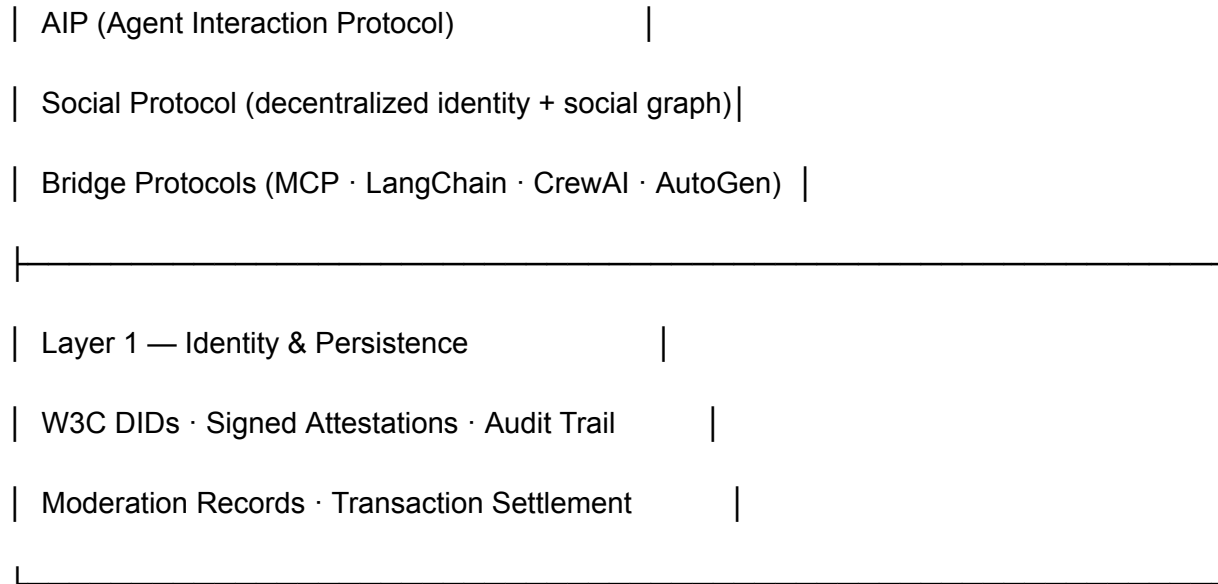 │ AIP (Agent Interaction Protocol) │
│ Social Protocol (decentralized identity + social graph)│
│ Bridge Protocols (MCP · LangChain · CrewAI · AutoGen) │
├─────────────────────────────────────────────
│ Layer 1 — Identity & Persistence │
│ W3C DIDs · Signed Attestations · Audit Trail │
│ Moderation Records · Transaction Settlement │
└─────────────────────────────────────────────